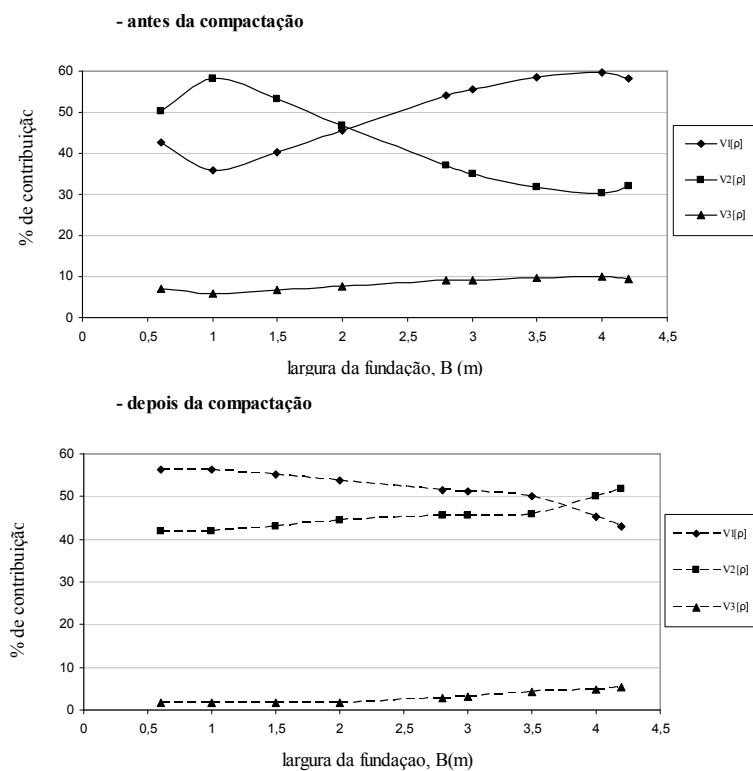 - antes da compactação
60
50
40
30
20
10
0
% de contribuição
0 0,5 1 1,5 2 2,5 3 3,5 4 4,5
largura da fundação, B (m)
V1[ρ]
V2[ρ]
V3[ρ]
- depois da compactação
60
50
40
30
20
10
0
% de contribuição
0 0,5 1 1,5 2 2,5 3 3,5 4 4,5
largura da fundaçao, B(m)
V1[ρ]
V2[ρ]
V3[ρ]